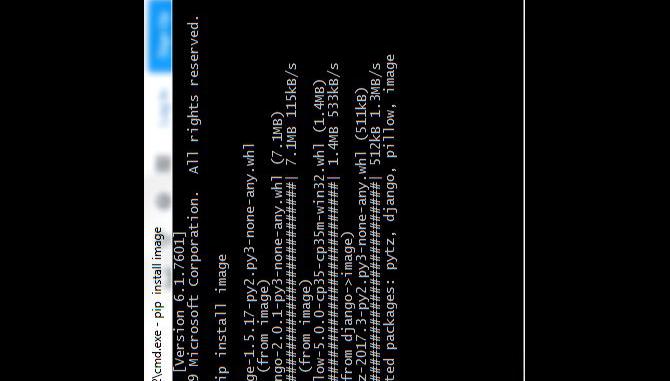 2\cmd.exe - pip install image
[Version 6.1.7601]
9 Microsoft Corporation. All rights reserved.
ip install image
ge-1.5.17-py2.py3-none-any.whl
(from image)
ngo-2.0.1-py3-none-any.whl (7.1MB)
################| 7.1MB 115kB/s
(from image)
low-5.0.0-cp35-cp35m-win32.whl (1.4MB)
################| 1.4MB 533kB/s
from django->image)
z-2017.3-py2.py3-none-any.whl (511kB)
################| 512kB 1.3MB/s
ted packages: pytz, django, pillow, image